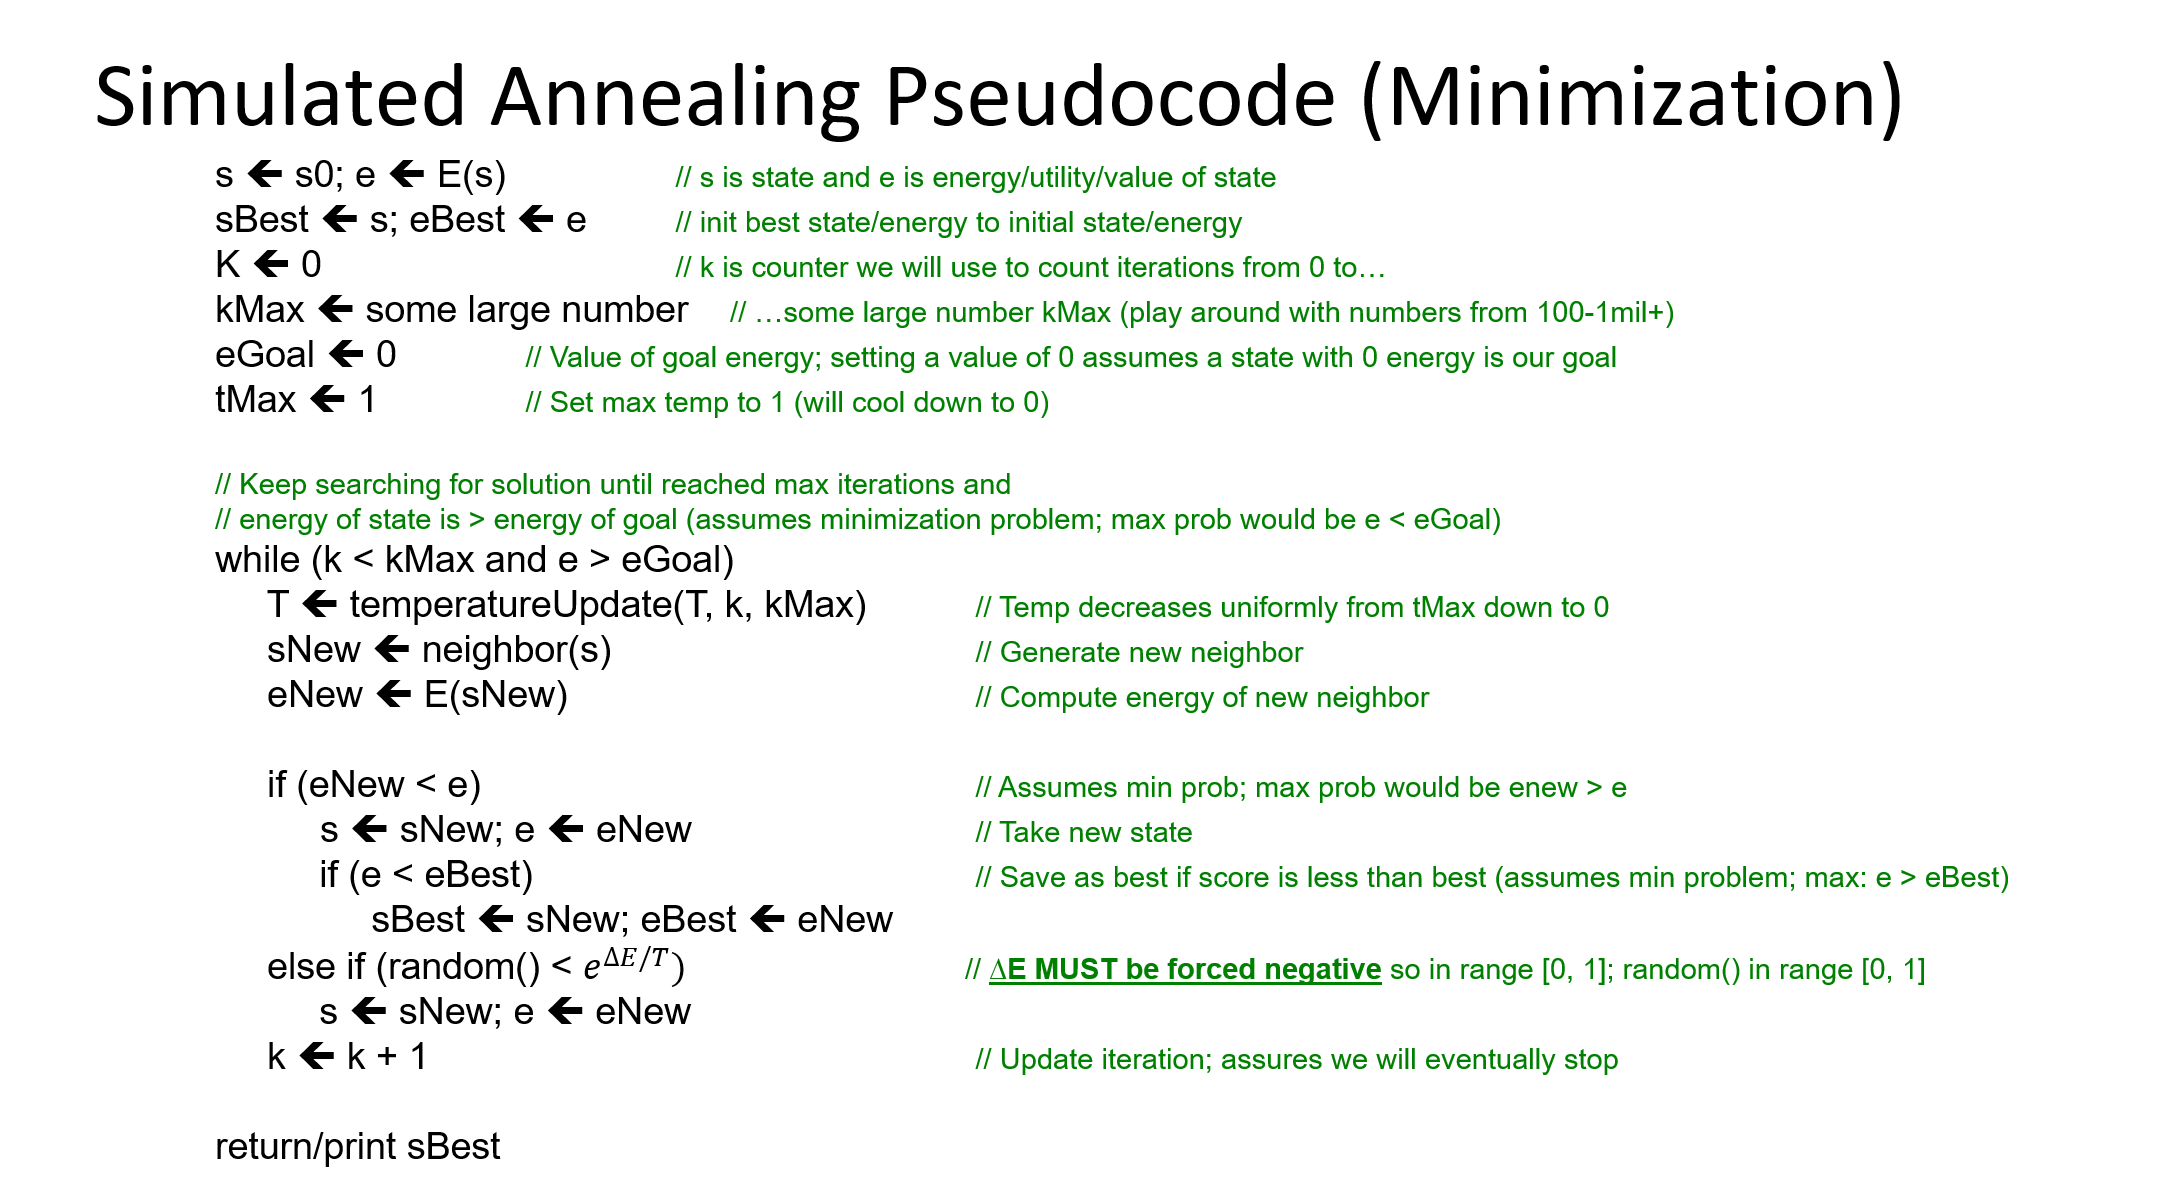 Simulated Annealing Pseudocode (Minimization)
s 🡨 s0; e 🡨 E(s) // s is state and e is energy/utility/value of state
sBest 🡨 s; eBest 🡨 e // init best state/energy to initial state/energy
K 🡨 0 // k is counter we will use to count iterations from 0 to…
kMax 🡨 some large number // …some large number kMax (play around with numbers from 100-1mil+)
eGoal 🡨 0 // Value of goal energy; setting a value of 0 assumes a state with 0 energy is our goal
tMax 🡨 1 // Set max temp to 1 (will cool down to 0)
// Keep searching for solution until reached max iterations and
// energy of state is > energy of goal (assumes minimization problem; max prob would be e < eGoal)
while (k < kMax and e > eGoal)
T 🡨 temperatureUpdate(T, k, kMax) // Temp decreases uniformly from tMax down to 0
sNew 🡨 neighbor(s) // Generate new neighbor
eNew 🡨 E(sNew) // Compute energy of new neighbor
if (eNew < e) // Assumes min prob; max prob would be enew > e
s 🡨 sNew; e 🡨 eNew // Take new state
if (e < eBest) // Save as best if score is less than best (assumes min problem; max: e > eBest)
sBest 🡨 sNew; eBest 🡨 eNew
else if (random() < 𝑒^{Δ𝐸/𝑇}) // ∆E MUST be forced negative so in range [0, 1]; random() in range [0, 1]
s 🡨 sNew; e 🡨 eNew
k 🡨 k + 1 // Update iteration; assures we will eventually stop
return/print sBest